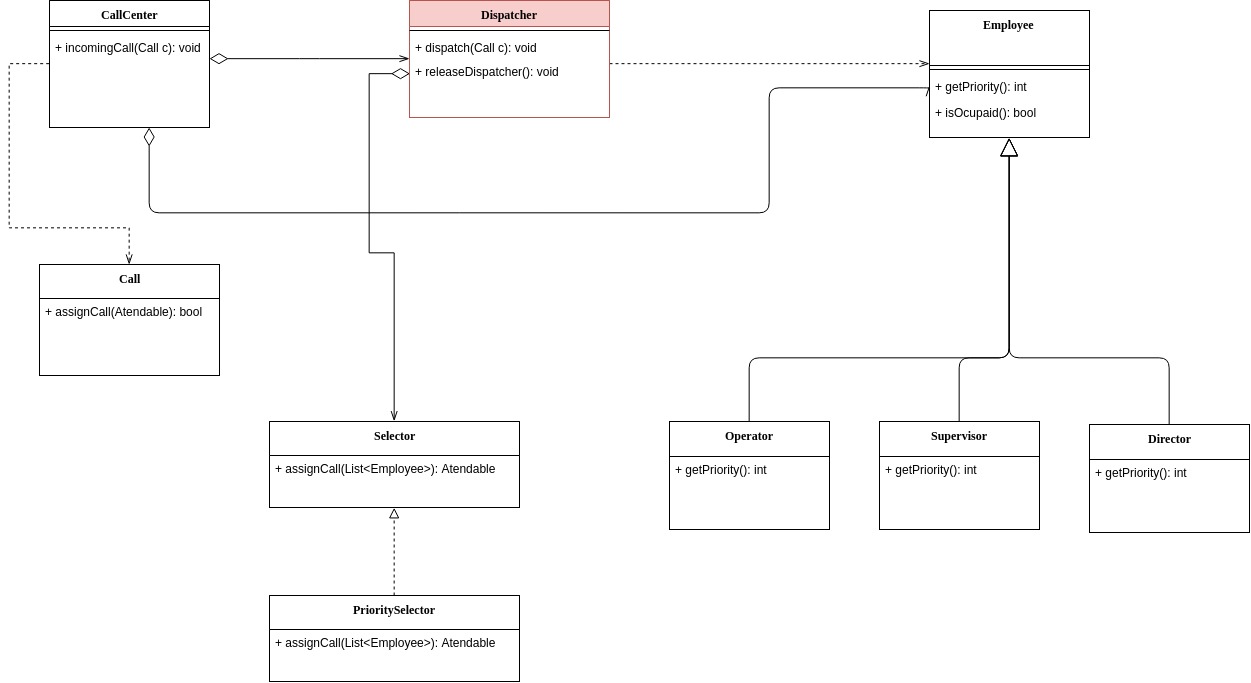 CallCenter
+ incomingCall(Call c): void
Dispatcher
+ dispatch(Call c): void
+ releaseDispatcher(): void
Employee
+ getPriority(): int
+ isOcupaid(): bool
Call
+ assignCall(Atendable): bool
Selector
+ assignCall(List<Employee>): Atendable
Operator
+ getPriority(): int
Supervisor
+ getPriority(): int
Director
+ getPriority(): int
PrioritySelector
+ assignCall(List<Employee>): Atendable